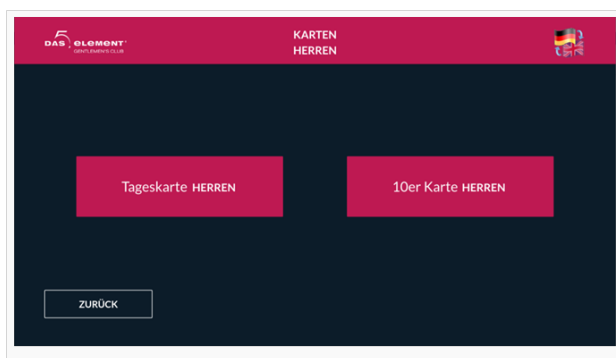 5
DAS ELEMENT
GENTLEMEN'S CLUB
KARTEN
HERREN
Tageskarte HERREN
10er Karte HERREN
ZURÜCK